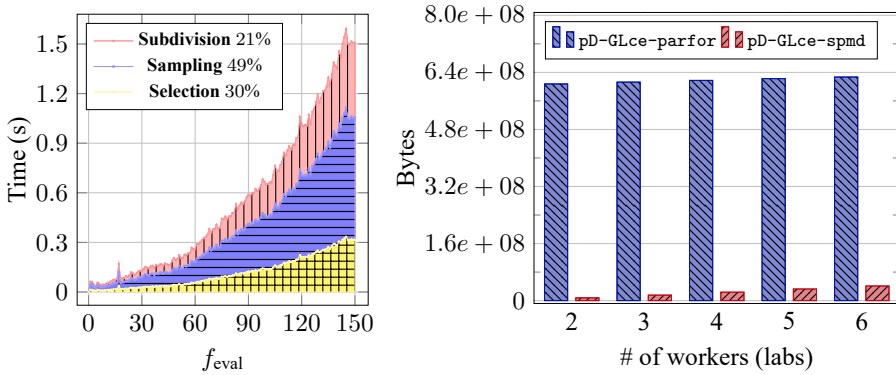 Time (s)
1.5
1.2
0.9
0.6
0.3
0
Subdivision 21%
Sampling 49%
Selection 30%
0 30 60 90 120 150
f_eval
Bytes
8.0e + 08
6.4e + 08
4.8e + 08
3.2e + 08
1.6e + 08
0
pD-GLce-parfor pD-GLce-spmd
2 3 4 5 6
# of workers (labs)